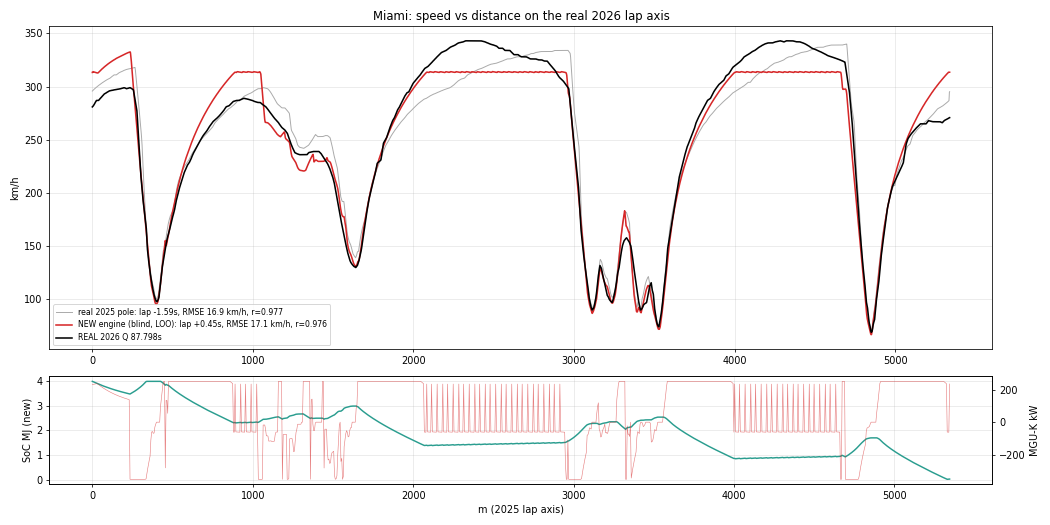 Miami: speed vs distance on the real 2026 lap axis
350
300
250
200
150
100
km/h
real 2025 pole: lap -1.59s, RMSE 16.9 km/h, r=0.977
NEW engine (blind, LOO): lap +0.45s, RMSE 17.1 km/h, r=0.976
REAL 2026 Q 87.798s
0 1000 2000 3000 4000 5000
4
3
2
1
0
SoC MJ (new)
200
0
−200
MGU-K kW
0 1000 2000 3000 4000 5000
m (2025 lap axis)